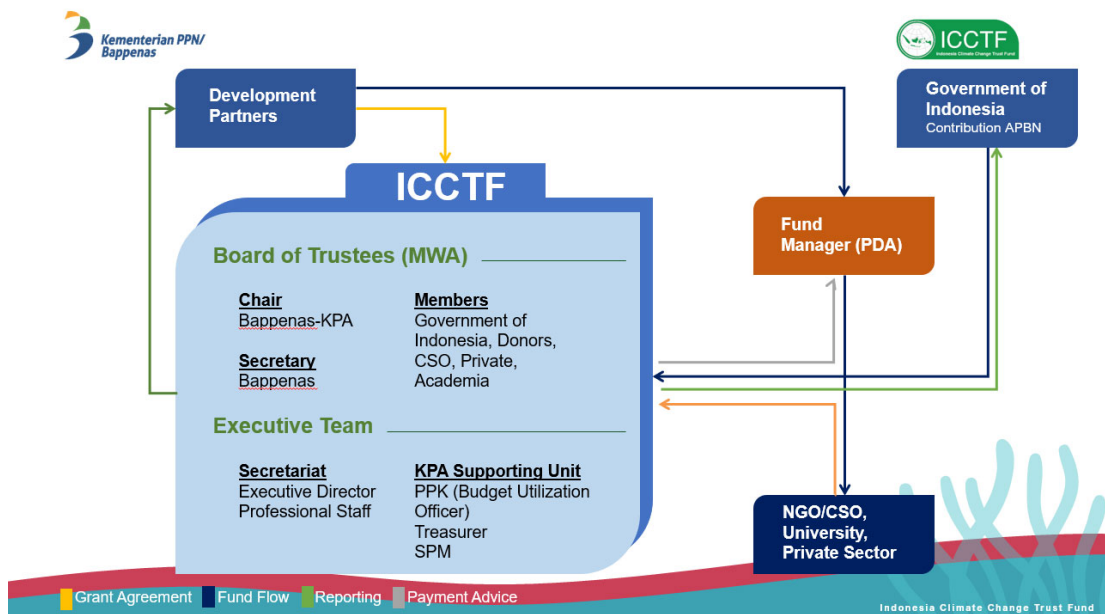 Kementerian PPN/
Bappenas
ICCTF
Indonesia Climate Change Trust Fund
Development
Partners
Government of
Indonesia
Contribution APBN
ICCTF
Fund
Manager (PDA)
Board of Trustees (MWA)
Chair
Bappenas-KPA
Members
Government of
Indonesia, Donors,
CSO, Private,
Academia
Secretary
Bappenas
Executive Team
Secretariat
Executive Director
Professional Staff
KPA Supporting Unit
PPK (Budget Utilization
Officer)
Treasurer
SPM
NGO/CSO,
University,
Private Sector
Grant Agreement Fund Flow Reporting Payment Advice
Indonesia Climate Change Trust Fund